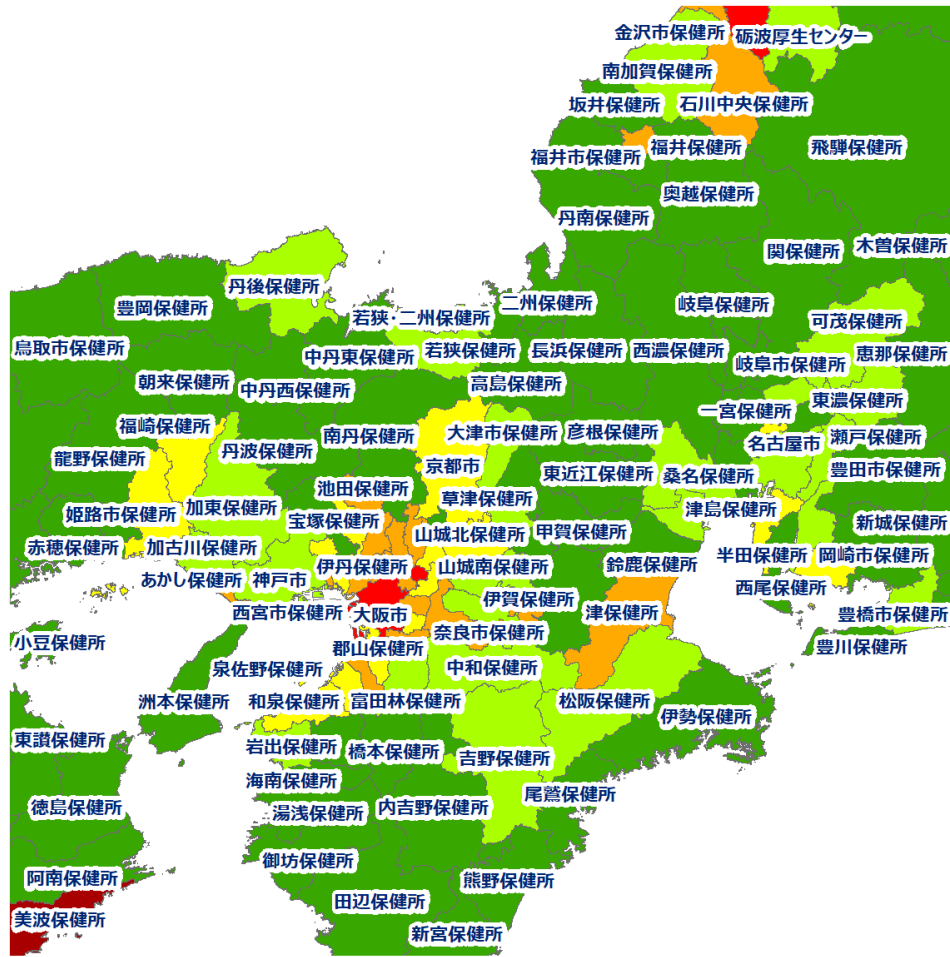 金沢市保健所
砺波厚生センター
南加賀保健所
坂井保健所
石川中央保健所
福井市保健所
福井保健所
飛騨保健所
奥越保健所
丹南保健所
関保健所
木曽保健所
丹後保健所
豊岡保健所
二州保健所
岐阜保健所
若狭・二州保健所
可茂保健所
鳥取市保健所
中丹東保健所
若狭保健所
長浜保健所
西濃保健所
岐阜市保健所
恵那保健所
朝来保健所
中丹西保健所
高島保健所
東濃保健所
一宮保健所
福崎保健所
南丹保健所
大津市保健所
彦根保健所
名古屋市
瀬戸保健所
龍野保健所
丹波保健所
京都市
東近江保健所
桑名保健所
豊田市保健所
池田保健所
草津保健所
姫路市保健所
加東保健所
津島保健所
宝塚保健所
山城北保健所
甲賀保健所
新城保健所
赤穂保健所
加古川保健所
伊丹保健所
山城南保健所
鈴鹿保健所
半田保健所
岡崎市保健所
あかし保健所
神戸市
西尾保健所
西宮市保健所
大阪市
伊賀保健所
津保健所
豊橋市保健所
小豆保健所
郡山保健所
奈良市保健所
豊川保健所
泉佐野保健所
中和保健所
洲本保健所
和泉保健所
富田林保健所
松阪保健所
伊勢保健所
東讃保健所
岩出保健所
橋本保健所
吉野保健所
海南保健所
尾鷲保健所
徳島保健所
湯浅保健所
内吉野保健所
御坊保健所
阿南保健所
熊野保健所
田辺保健所
美波保健所
新宮保健所